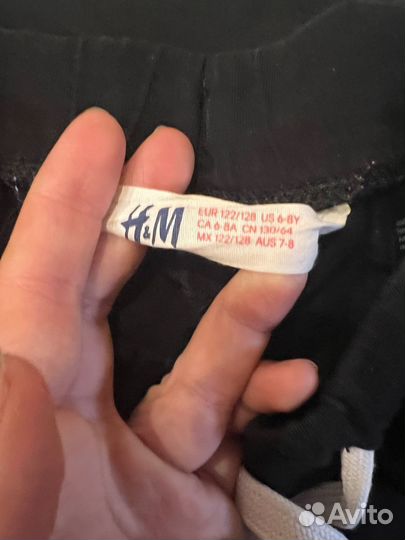 H&M
EUR 122/128 US 6-8Y
CA 6-8A CN 130/64
MX 122/128 AUS 7-8
Avito